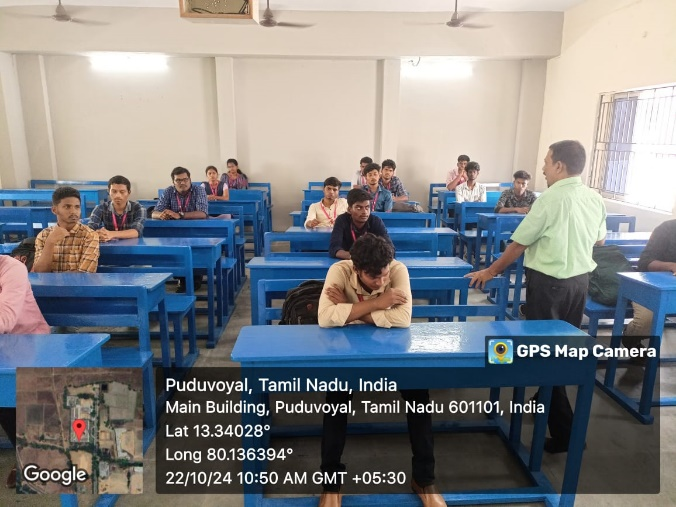 GPS Map Camera
Puduvoyal, Tamil Nadu, India
Main Building, Puduvoyal, Tamil Nadu 601101, India
Lat 13.34028°
Long 80.136394°
22/10/24 10:50 AM GMT +05:30
Google